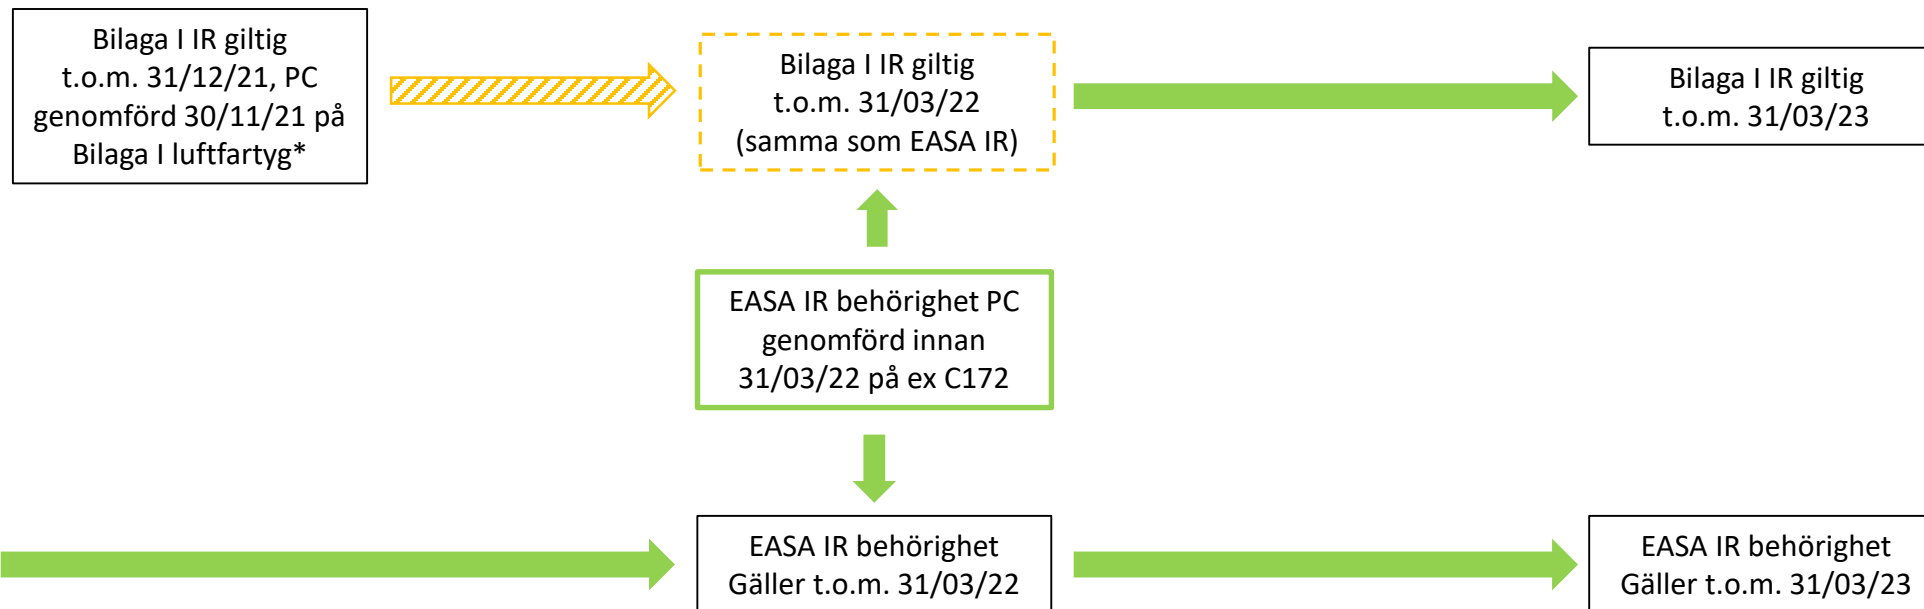 Bilaga I IR giltig
t.o.m. 31/12/21, PC
genomförd 30/11/21 på
Bilaga I luftfartyg*
Bilaga I IR giltig
t.o.m. 31/03/22
(samma som EASA IR)
Bilaga I IR giltig
t.o.m. 31/03/23
EASA IR behörighet PC
genomförd innan
31/03/22 på ex C172
EASA IR behörighet
Gäller t.o.m. 31/03/22
EASA IR behörighet
Gäller t.o.m. 31/03/23